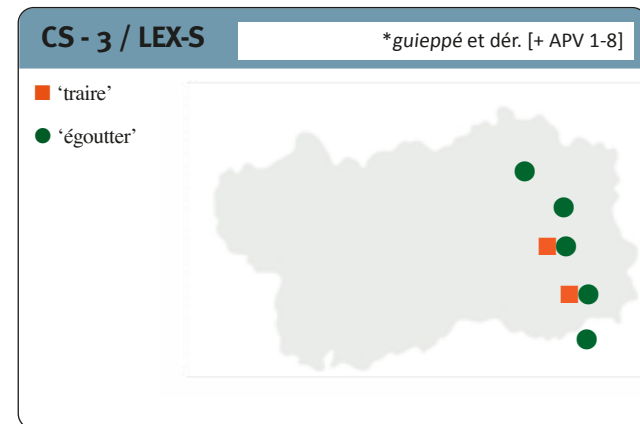 CS - 3 / LEX-S
*guieppé et dér. [+ APV 1-8]
‘traire’
‘égoutter’